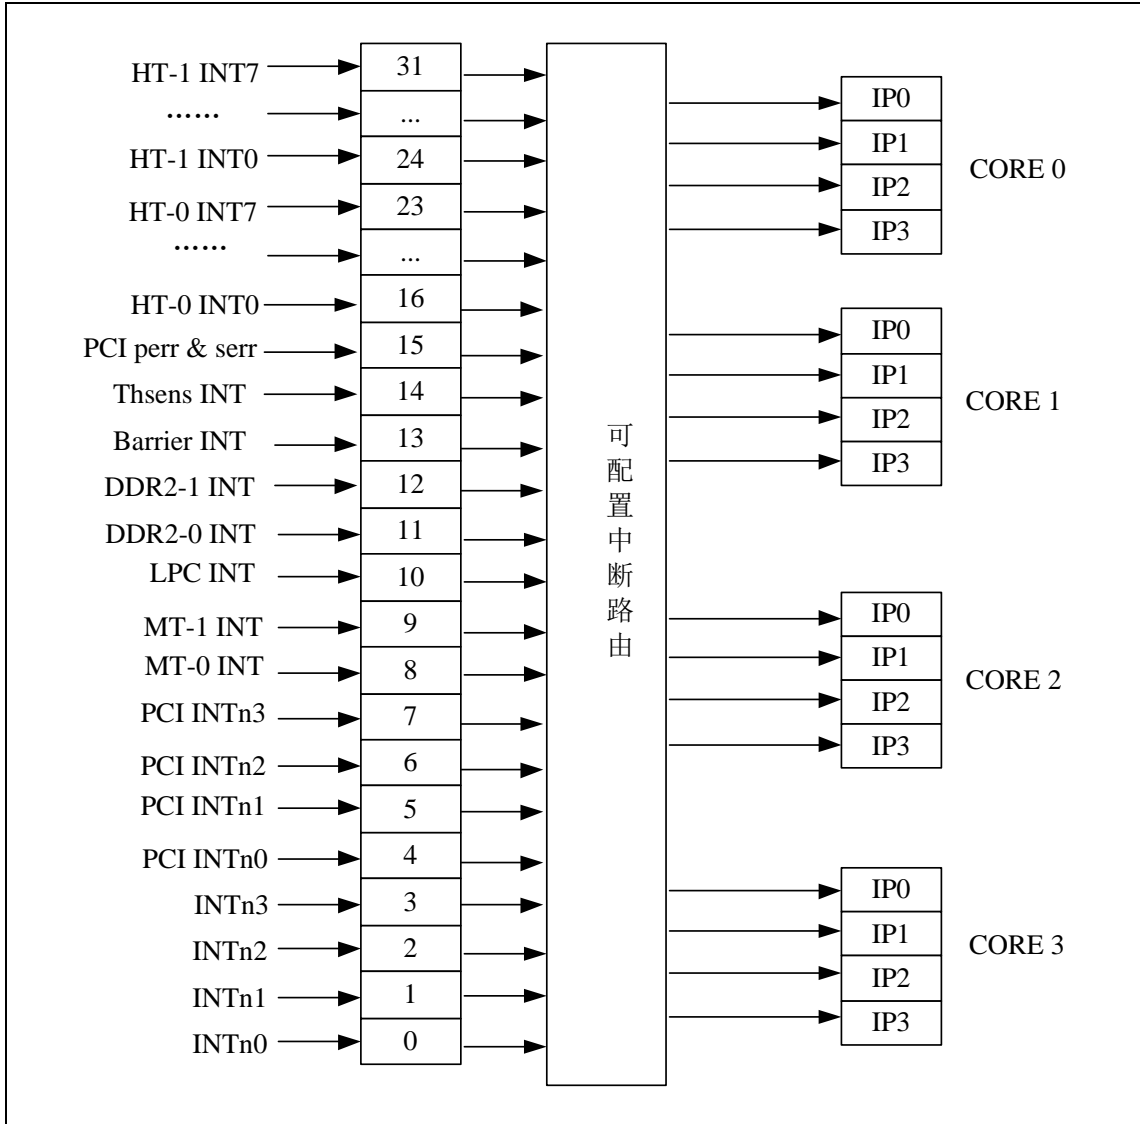 HT-1 INT7
31
……
...
HT-1 INT0
24
HT-0 INT7
23
……
...
HT-0 INT0
16
PCI perr & serr
15
Thsens INT
14
Barrier INT
13
DDR2-1 INT
12
DDR2-0 INT
11
LPC INT
10
MT-1 INT
9
MT-0 INT
8
PCI INTn3
7
PCI INTn2
6
PCI INTn1
5
PCI INTn0
4
INTn3
3
INTn2
2
INTn1
1
INTn0
0
可配置中断路由
IP0
IP1
IP2
IP3
CORE 0
IP0
IP1
IP2
IP3
CORE 1
IP0
IP1
IP2
IP3
CORE 2
IP0
IP1
IP2
IP3
CORE 3